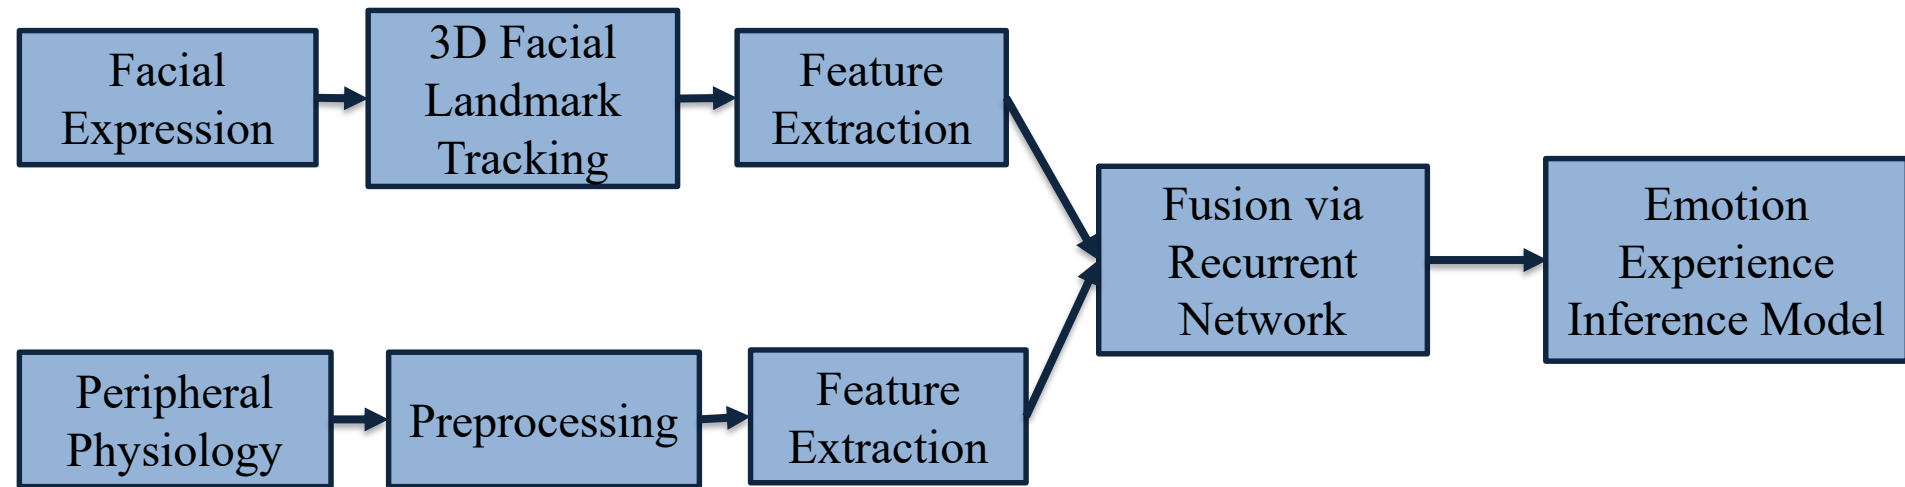 Facial
Expression
3D Facial
Landmark
Tracking
Feature
Extraction
Peripheral
Physiology
Preprocessing
Feature
Extraction
Fusion via
Recurrent
Network
Emotion
Experience
Inference Model